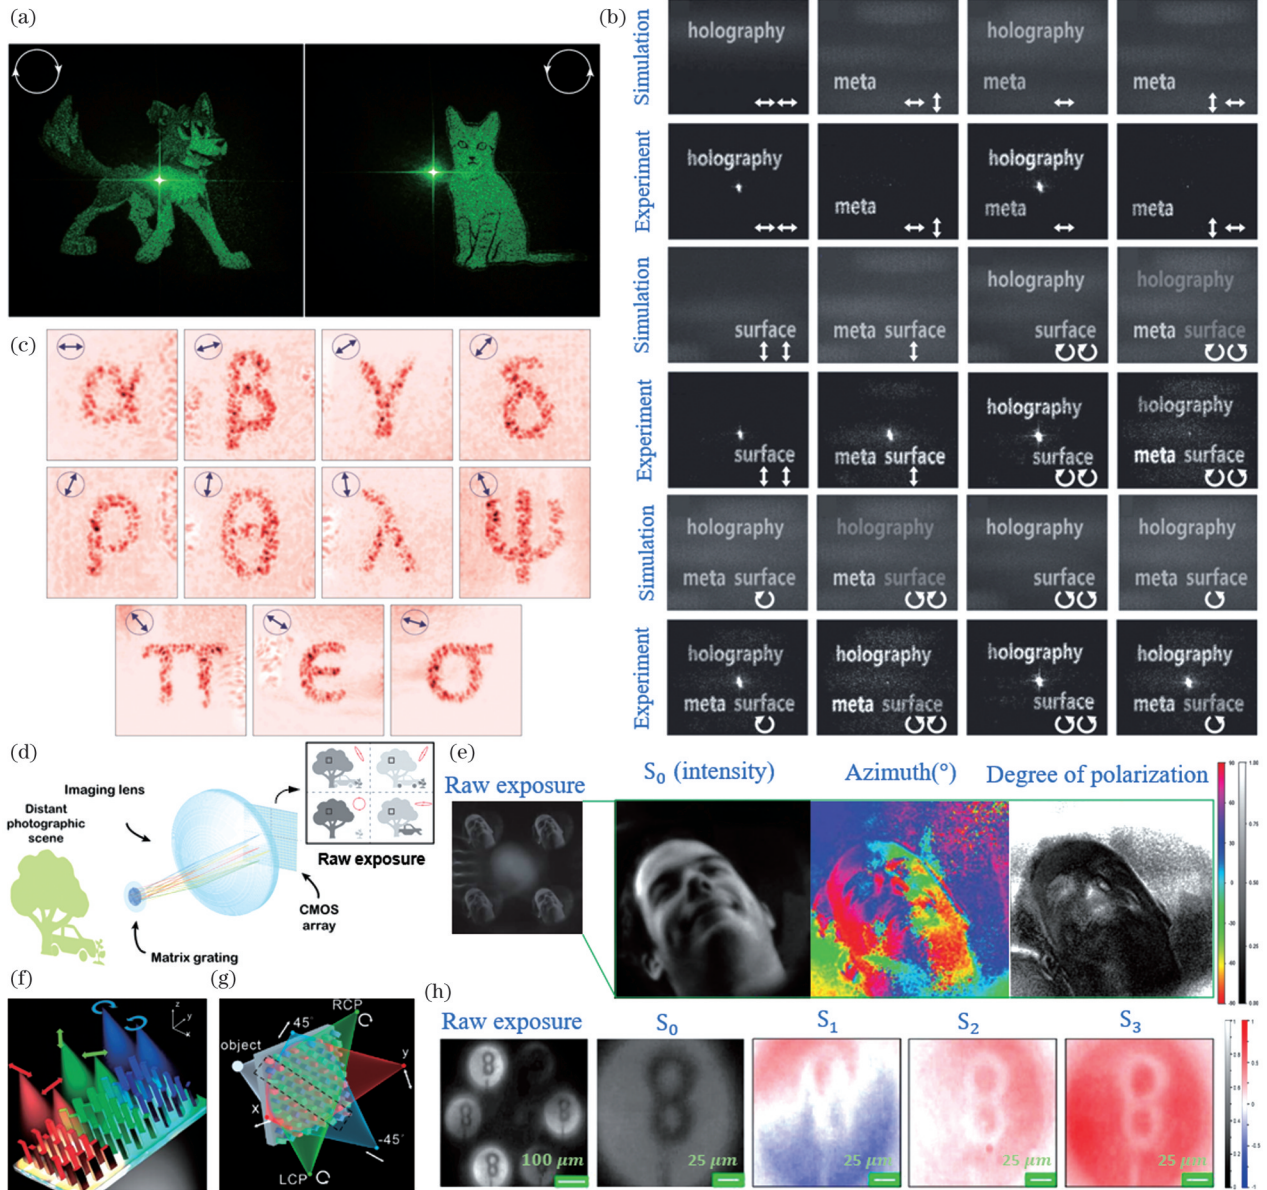 (a)
(b)
Simulation
holography
meta
holography
meta
meta
Experiment
holography
meta
holography
meta
meta
Simulation
surface
meta surface
holography
surface
holography
meta surface
Experiment
surface
meta surface
holography
surface
holography
meta surface
Simulation
holography
meta surface
holography
meta surface
holography
surface
holography
meta surface
Experiment
holography
meta surface
holography
meta surface
holography
surface
holography
meta surface
(c)
α β γ δ
ρ θ λ ψ
π ϵ σ
(d)
Imaging lens
Distant
photographic
scene
Raw exposure
CMOS
array
Matrix grating
(e)
Raw exposure
S₀ (intensity)
Azimuth(°)
Degree of polarization
(f)
z
y
x
(g)
RCP
45°
object
y
x
-45°
LCP
(h)
Raw exposure
S₀
S₁
S₂
S₃
8
100 μm
25 μm
25 μm
25 μm
25 μm